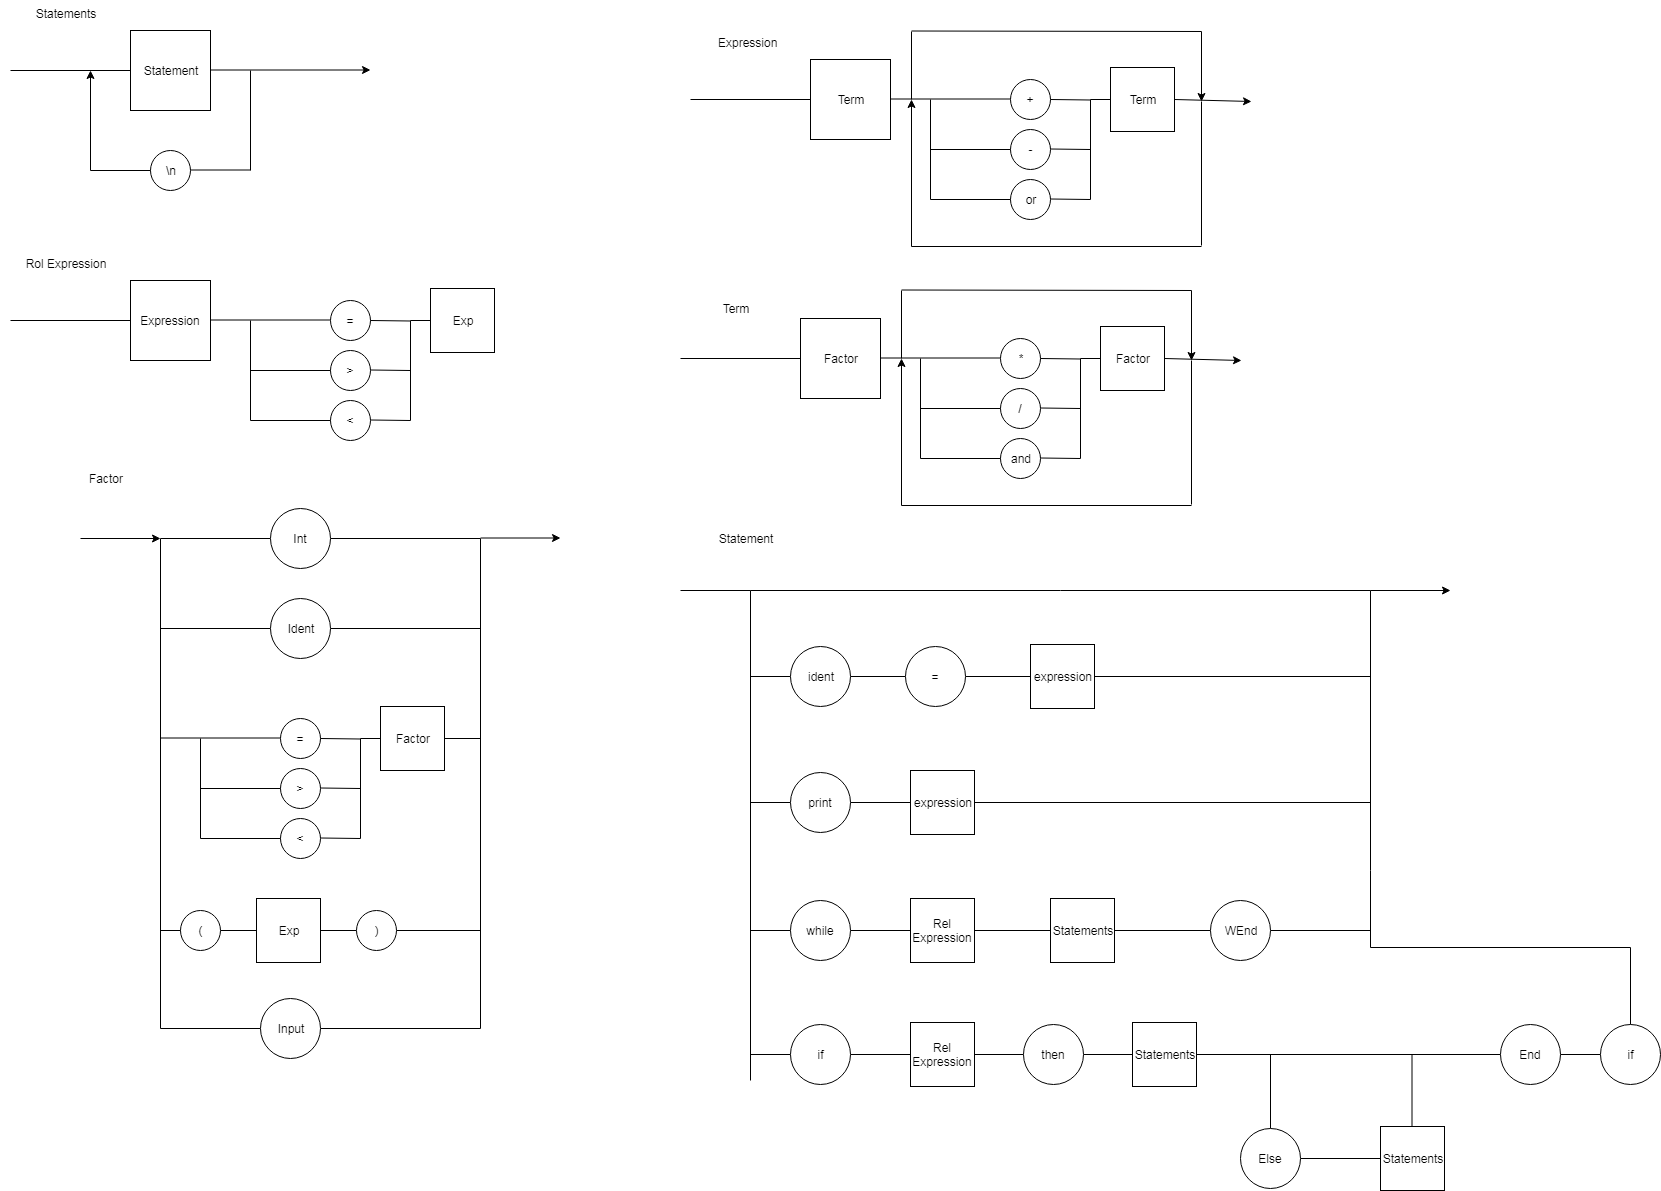 Statements
Statement
\n
Expression
Term
+
Term
-
or
Rol Expression
Expression
=
Exp
>
<
Term
Factor
*
Factor
/
and
Factor
Int
Ident
=
Factor
>
<
( Exp )
Input
Statement
ident = expression
print expression
while Rel
Expression
Statements WEnd
if Rel
Expression
then Statements End if
Else Statements